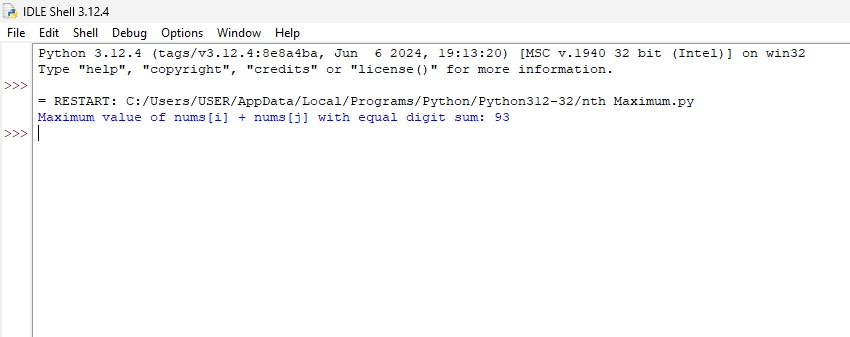 IDLE Shell 3.12.4
File Edit Shell Debug Options Window Help
Python 3.12.4 (tags/v3.12.4:8e8a4ba, Jun  6 2024, 19:13:20) [MSC v.1940 32 bit (Intel)] on win32
Type "help", "copyright", "credits" or "license()" for more information.
>>>
= RESTART: C:/Users/USER/AppData/Local/Programs/Python/Python312-32/nth Maximum.py
Maximum value of nums[i] + nums[j] with equal digit sum: 93
>>>